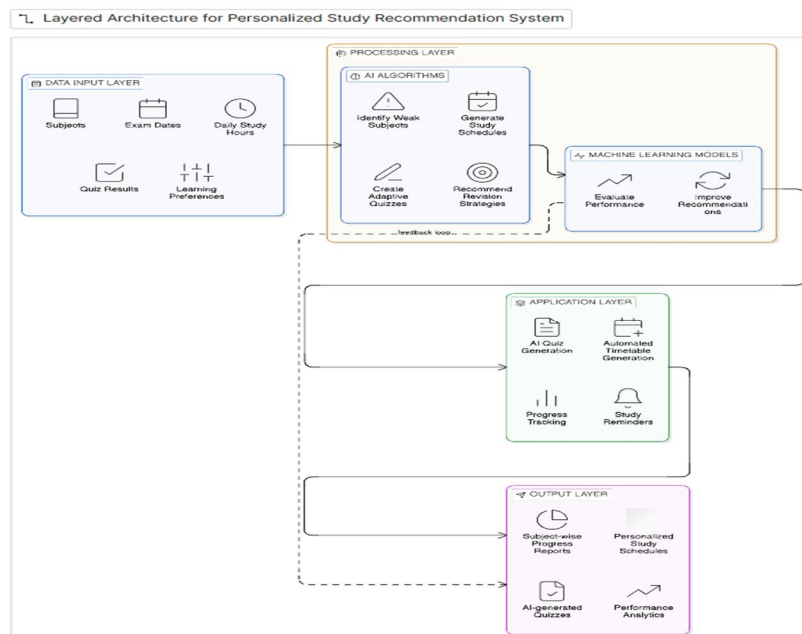 Layered Architecture for Personalized Study Recommendation System
PROCESSING LAYER
DATA INPUT LAYER
Subjects
Exam Dates
Daily Study
Hours
Quiz Results
Learning
Preferences
AI ALGORITHMS
Identify Weak
Subjects
Generate
Study
Schedules
Create
Adaptive
Quizzes
Recommend
Revision
Strategies
MACHINE LEARNING MODELS
Evaluate
Performance
Improve
Recommendati
ons
feedback loop
APPLICATION LAYER
AI Quiz
Generation
Automated
Timetable
Generation
Progress
Tracking
Study
Reminders
OUTPUT LAYER
Subject-wise
Progress
Reports
Personalized
Study
Schedules
AI-generated
Quizzes
Performance
Analytics